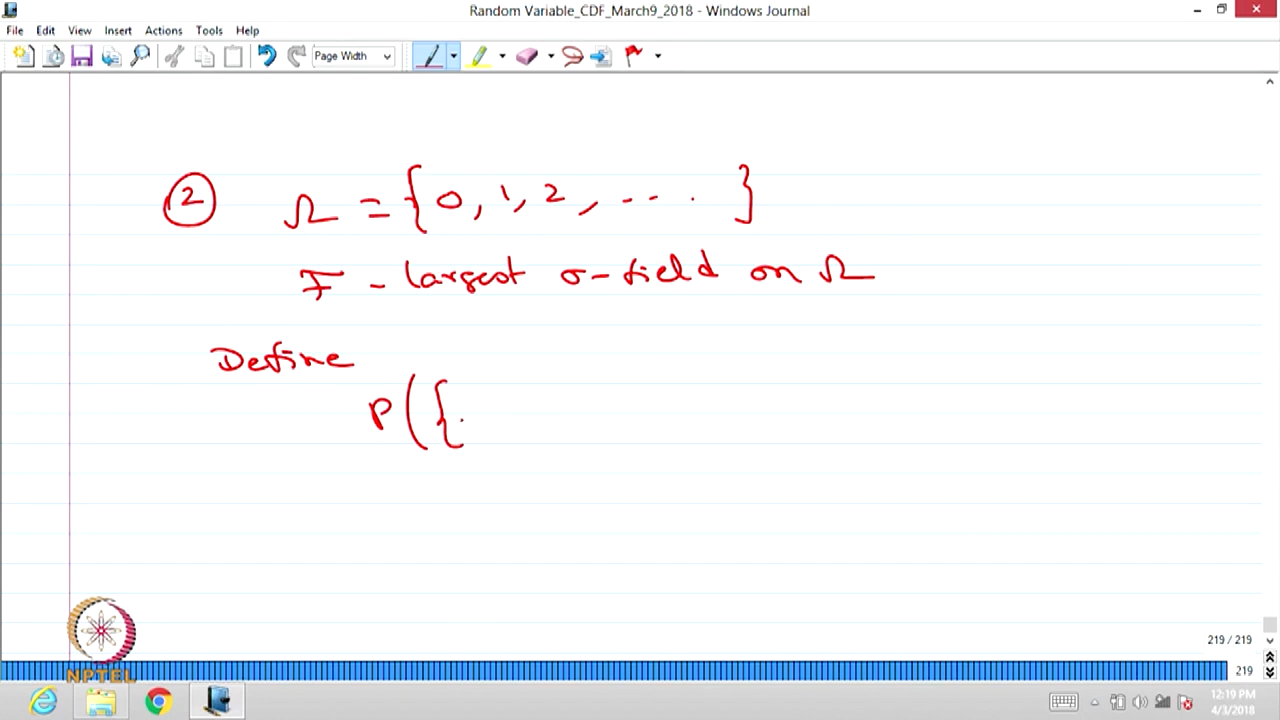 Random Variable_CDF_March9_2018 - Windows Journal
File Edit View Insert Actions Tools Help
Page Width
② Ω = {0, 1, 2, ... . }
F - largest σ-field on Ω
Define
P({.
219 / 219
219
NPTEL
12:19 PM
4/3/2018